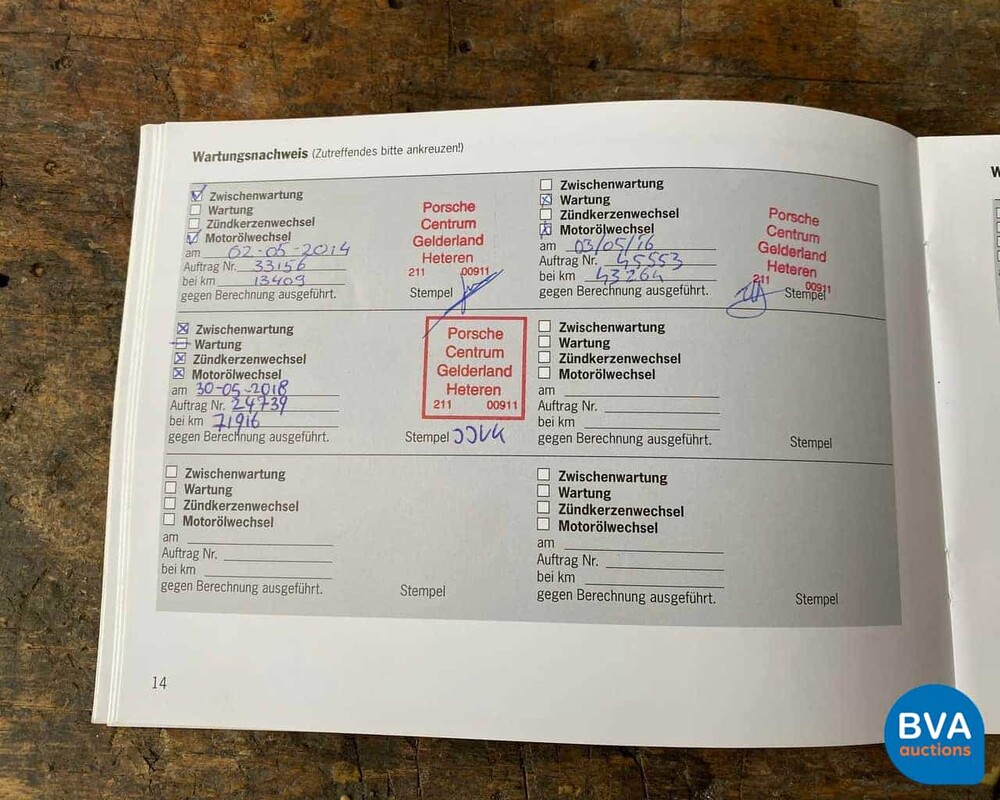 Wartungsnachweis (Zutreffendes bitte ankreuzen!)
Zwischenwartung
Wartung
Zündkerzenwechsel
Motorölwechsel
am 02-05-2014
Auftrag Nr. 33156
bei km 13409
gegen Berechnung ausgeführt.
Porsche
Centrum
Gelderland
Heteren
211 00911
Stempel
Zwischenwartung
Wartung
Zündkerzenwechsel
Motorölwechsel
am 03/05/16
Auftrag Nr. 45553
bei km 43264
gegen Berechnung ausgeführt.
Porsche
Centrum
Gelderland
Heteren
211 00911
Stempel
Zwischenwartung
Wartung
Zündkerzenwechsel
Motorölwechsel
am 30-05-2018
Auftrag Nr. 24739
bei km 71916
gegen Berechnung ausgeführt.
Porsche
Centrum
Gelderland
Heteren
211 00911
Stempel
Zwischenwartung
Wartung
Zündkerzenwechsel
Motorölwechsel
am
Auftrag Nr.
bei km
gegen Berechnung ausgeführt.
Stempel
Zwischenwartung
Wartung
Zündkerzenwechsel
Motorölwechsel
am
Auftrag Nr.
bei km
gegen Berechnung ausgeführt.
Stempel
Zwischenwartung
Wartung
Zündkerzenwechsel
Motorölwechsel
am
Auftrag Nr.
bei km
gegen Berechnung ausgeführt.
Stempel
14
BVA
auctions